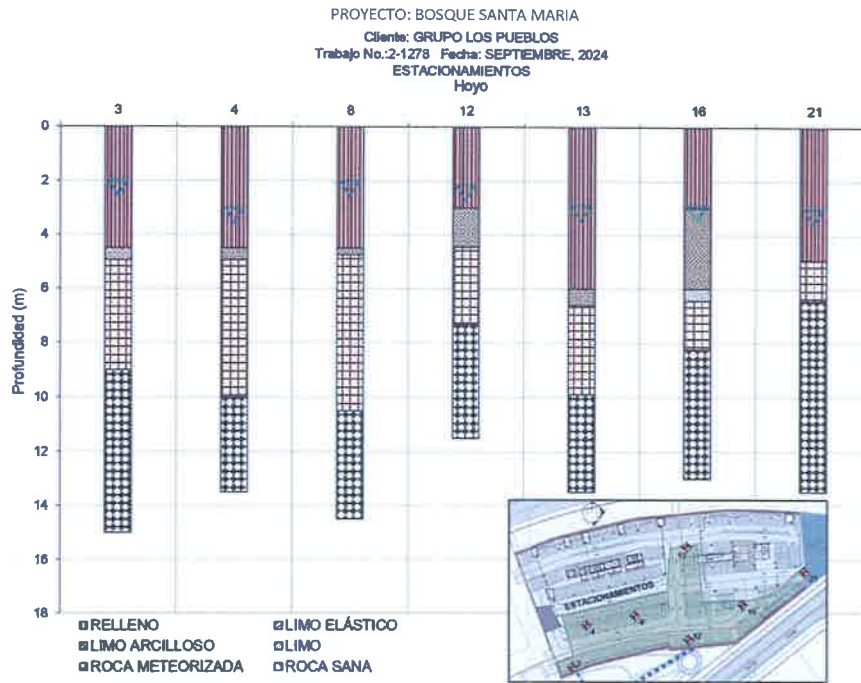 PROYECTO: BOSQUE SANTA MARIA
Cliente: GRUPO LOS PUEBLOS
Trabajo No.:2-1278 Fecha: SEPTIEMBRE, 2024
ESTACIONAMIENTOS
Hoyo
3 4 8 12 13 16 21
0
2
4
6
8
10
12
14
16
18
Profundidad (m)
RELLENO LIMO ELÁSTICO
LIMO ARCILLOSO LIMO
ROCA METEORIZADA ROCA SANA
ESTACIONAMIENTOS